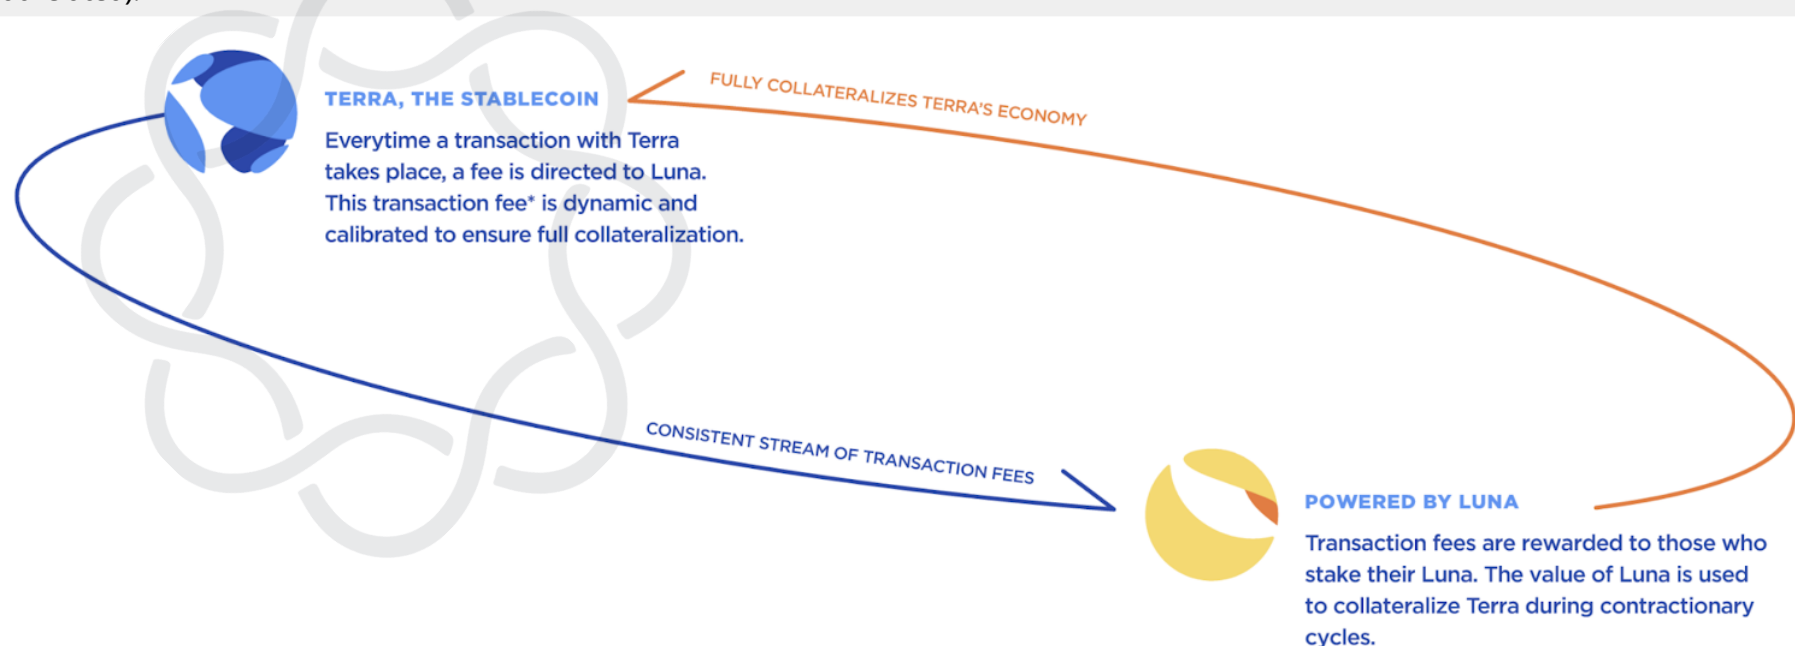 TERRA, THE STABLECOIN
Everytime a transaction with Terra
takes place, a fee is directed to Luna.
This transaction fee* is dynamic and
calibrated to ensure full collateralization.
FULLY COLLATERALIZES TERRA'S ECONOMY
CONSISTENT STREAM OF TRANSACTION FEES
POWERED BY LUNA
Transaction fees are rewarded to those who
stake their Luna. The value of Luna is used
to collateralize Terra during contractionary
cycles.